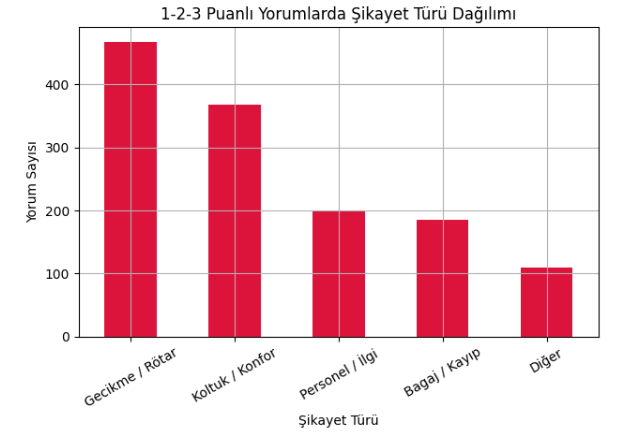 1-2-3 Puanlı Yorumlarda Şikayet Türü Dağılımı
Yorum Sayısı
400
300
200
100
0
Gecikme / Rötar
Koltuk / Konfor
Personel / İlgi
Bagaj / Kayıp
Diğer
Şikayet Türü